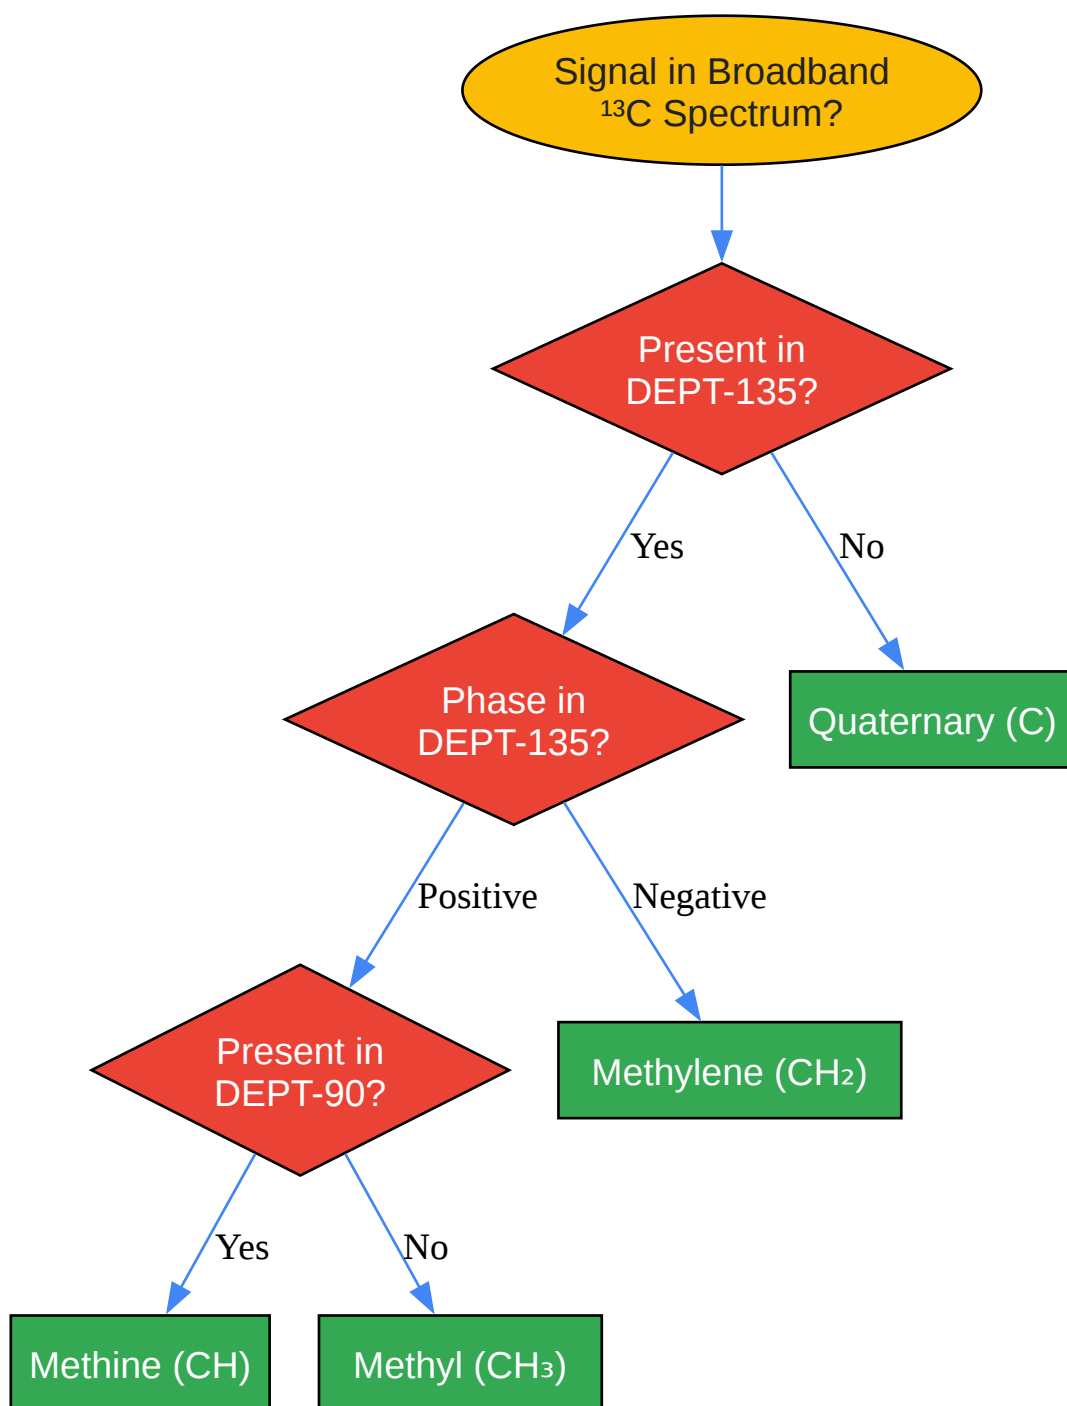 Signal in Broadband
¹³C Spectrum?
Present in
DEPT-135?
Yes
No
Phase in
DEPT-135?
Quaternary (C)
Positive
Negative
Present in
DEPT-90?
Methylene (CH₂)
Yes
No
Methine (CH)
Methyl (CH₃)